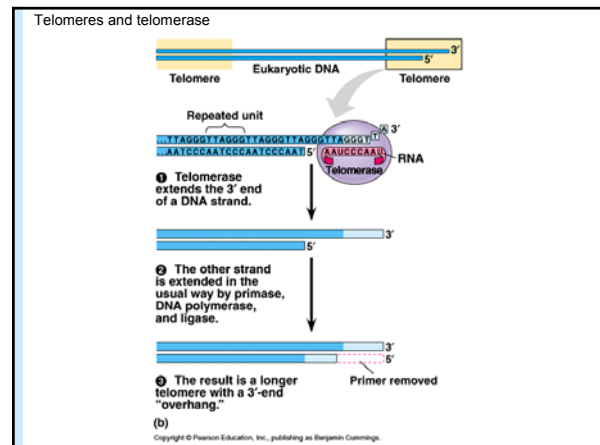 Telomeres and telomerase
3′
5′
Eukaryotic DNA
Telomere
Telomere
Repeated unit
A 3′
T
...TTAGGGTTAGGGTTAGGGTTAGGGTTAGGGT
...AATCCCAATCCCAATCCCAAT 5′
AAUCCCAAU
RNA
Telomerase
1 Telomerase
extends the 3′ end
of a DNA strand.
3′
5′
2 The other strand
is extended in the
usual way by primase,
DNA polymerase,
and ligase.
3′
5′
Primer removed
3 The result is a longer
telomere with a 3′-end
“overhang.”
(b)
Copyright © Pearson Education, Inc., publishing as Benjamin Cummings.